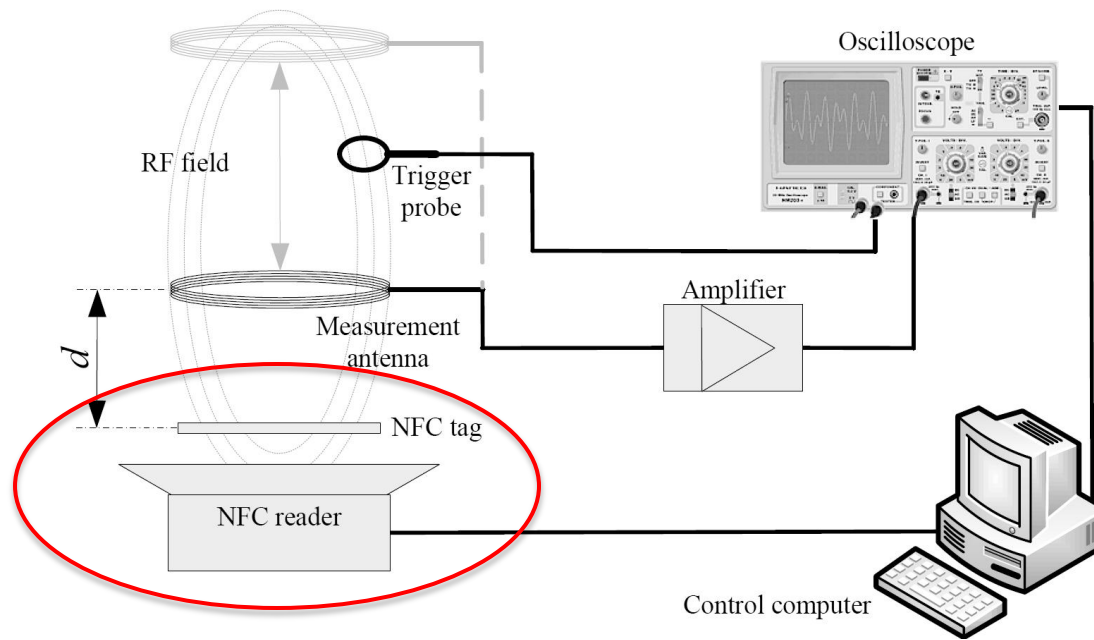 Oscilloscope
RF field
Trigger
probe
Amplifier
Measurement
antenna
d
NFC tag
NFC reader
Control computer